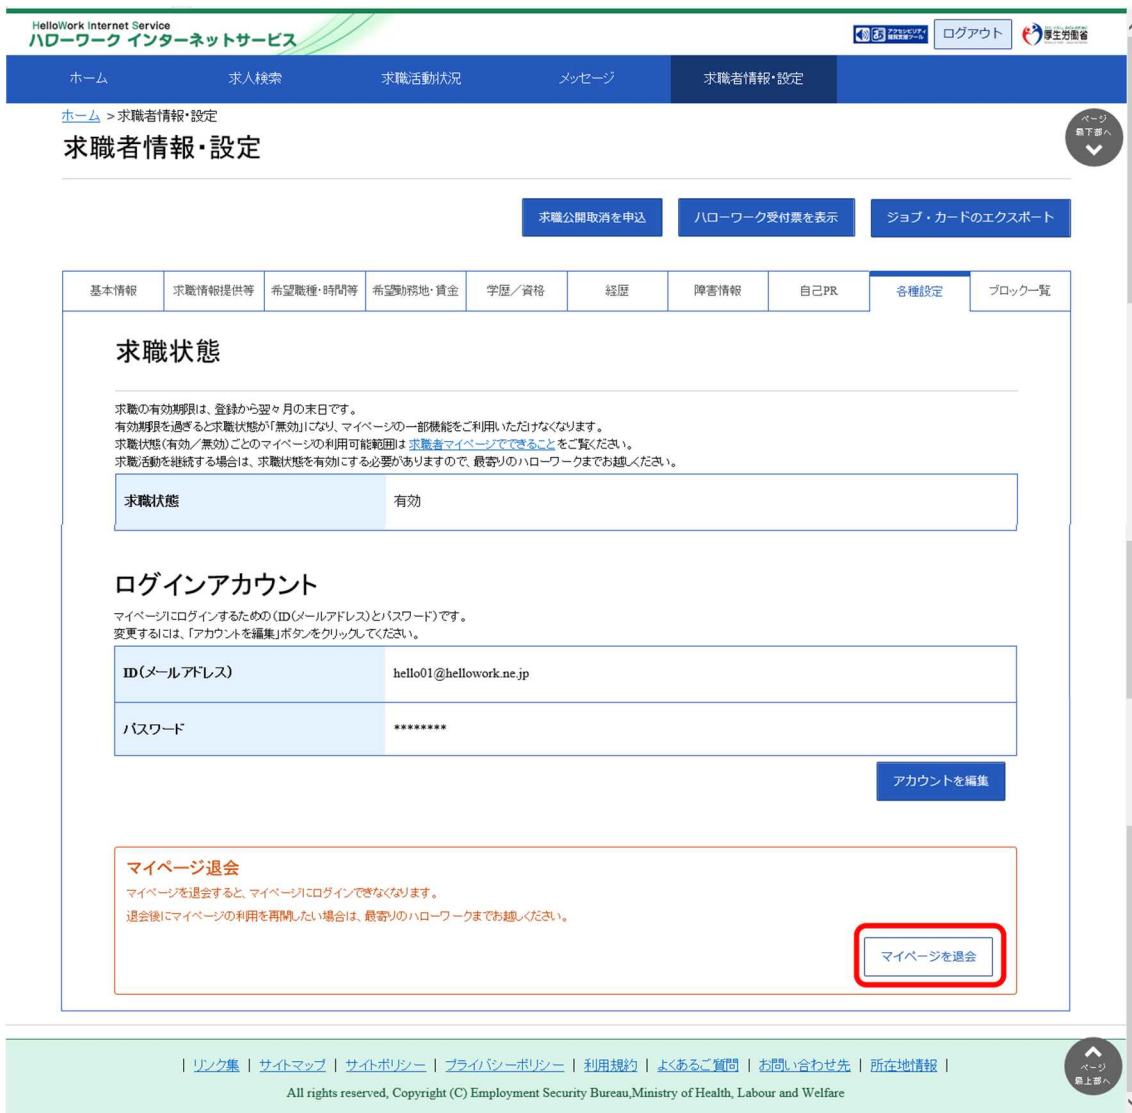 HelloWork Internet Service
ハローワーク インターネットサービス
アクセシビリティ 閲覧支援ツール
ログアウト
厚生労働省
ホーム 求人検索 求職活動状況 メッセージ 求職者情報・設定
ホーム > 求職者情報・設定
ページ
最下部へ
求職者情報・設定
求職公開取消を申込 ハローワーク受付票を表示 ジョブ・カードのエクスポート
基本情報 求職情報提供等 希望職種・時間等 希望勤務地・賃金 学歴／資格 経歴 障害情報 自己PR 各種設定 ブロック一覧
求職状態
求職の有効期限は、登録から翌々月の末日です。
有効期限を過ぎると求職状態が「無効」になり、マイページの一部機能をご利用いただけなくなります。
求職状態(有効／無効)ごとのマイページの利用可能範囲は 求職者マイページでできること をご覧ください。
求職活動を継続する場合は、求職状態を有効にする必要がありますので、最寄りのハローワークまでお越しください。
求職状態 有効
ログインアカウント
マイページにログインするための(ID(メールアドレス)とパスワード)です。
変更するには、「アカウントを編集」ボタンをクリックしてください。
ID(メールアドレス) hello01@hellowork.ne.jp
パスワード ********
アカウントを編集
マイページ退会
マイページを退会すると、マイページにログインできなくなります。
退会後にマイページの利用を再開したい場合は、最寄りのハローワークまでお越しください。
マイページを退会
| リンク集 | サイトマップ | サイトポリシー | プライバシーポリシー | 利用規約 | よくあるご質問 | お問い合わせ先 | 所在地情報 |
ページ
最上部へ
All rights reserved, Copyright (C) Employment Security Bureau,Ministry of Health, Labour and Welfare